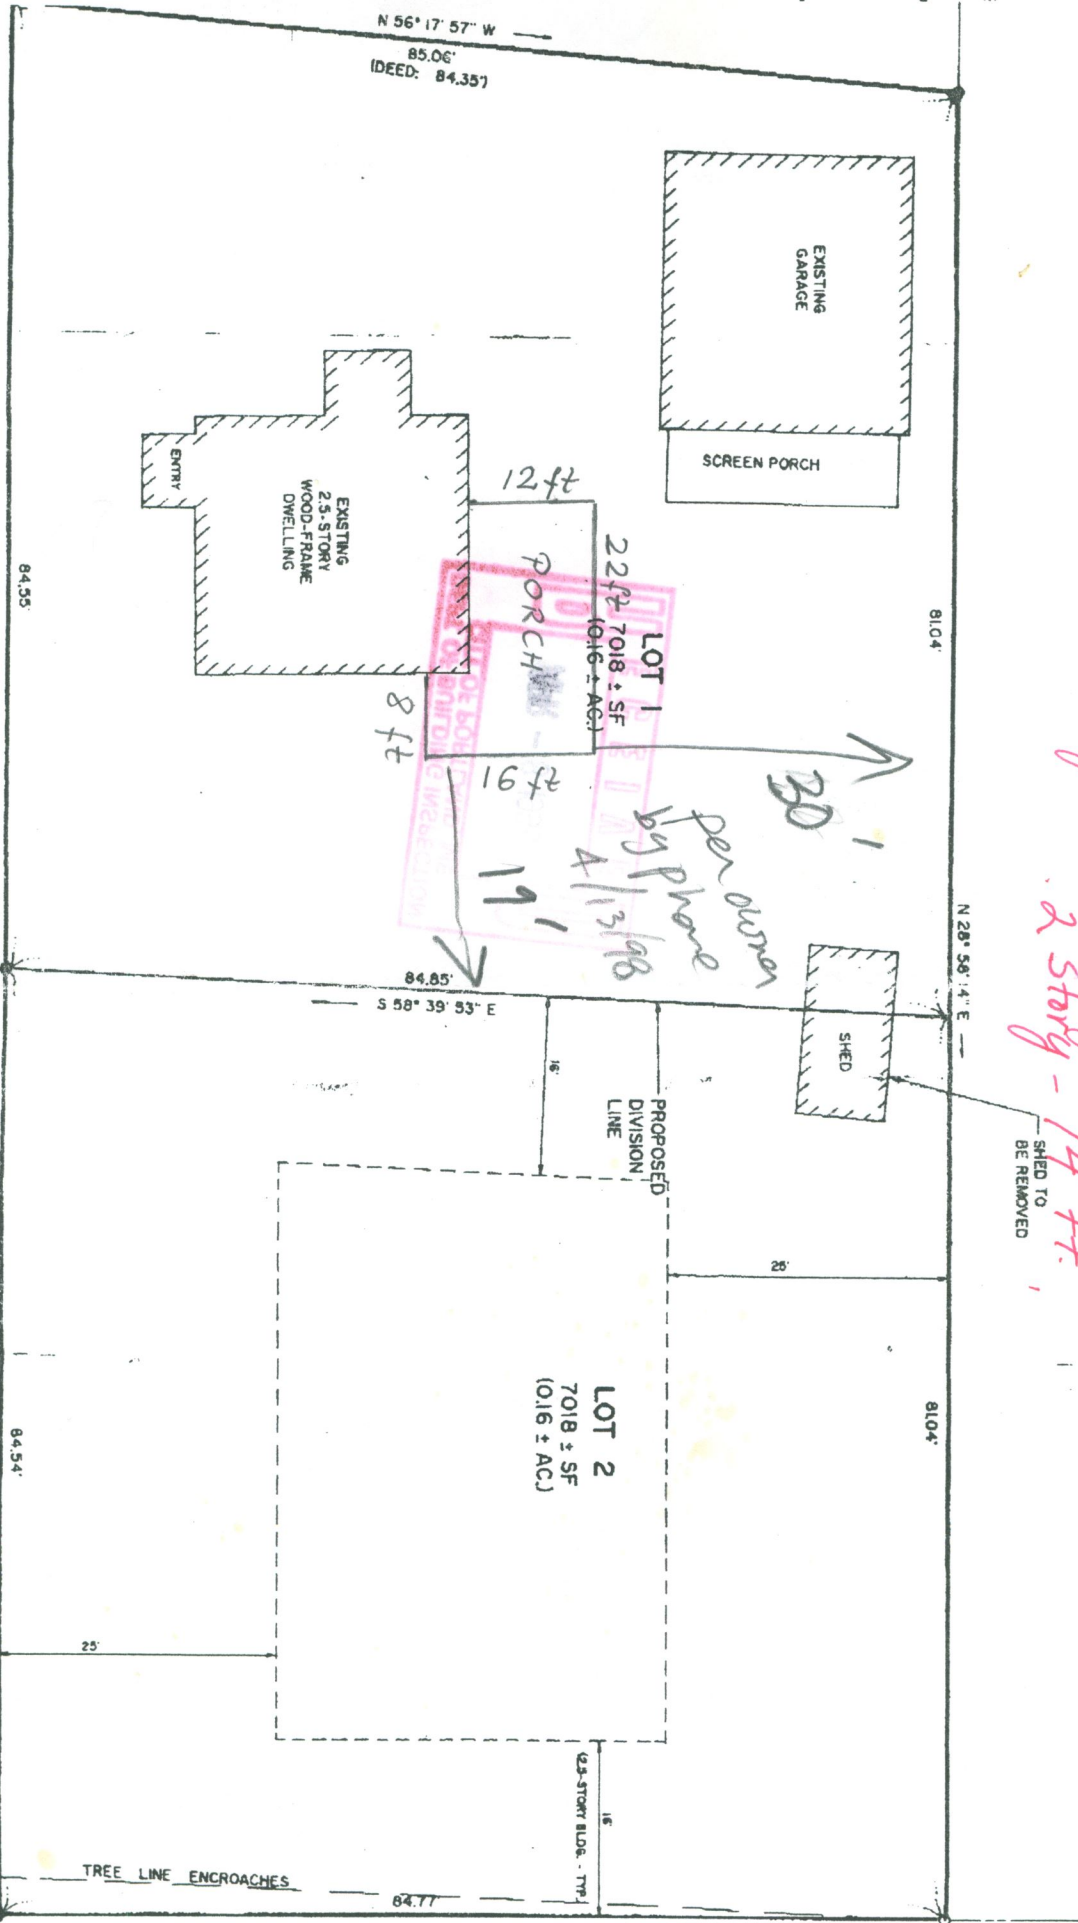 N 56° 17' 57" W
85.06'
(DEED: 84.35')
EXISTING
GARAGE
SCREEN PORCH
81.04'
ENTRY
EXISTING
2.5-STORY
WOOD-FRAME
DWELLING
12 ft
22 ft
PORCH
8 ft
16 ft
LOT 1
7018 ± SF
(0.16 ± AC.)
30'
19'
per owner
by phone
4/13/98
84.55'
84.85'
S 58° 39' 53" E
N 28° 58' 14" E
2 Story - 14 ft.
SHED
SHED TO
BE REMOVED
PROPOSED
DIVISION
LINE
16'
25'
LOT 2
7018 ± SF
(0.16 ± AC.)
81.04'
84.54'
25'
16'
(2.5-STORY BLDG. - TYP.)
TREE LINE ENCROACHES
84.77'